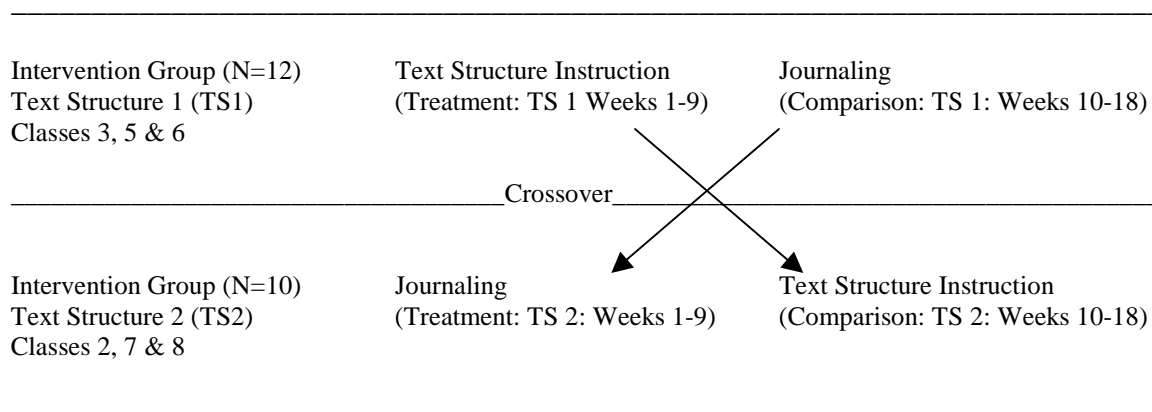 Intervention Group (N=12) Text Structure Instruction Journaling
Text Structure 1 (TS1) (Treatment: TS 1 Weeks 1-9) (Comparison: TS 1: Weeks 10-18)
Classes 3, 5 & 6
Crossover
Intervention Group (N=10) Journaling Text Structure Instruction
Text Structure 2 (TS2) (Treatment: TS 2: Weeks 1-9) (Comparison: TS 2: Weeks 10-18)
Classes 2, 7 & 8